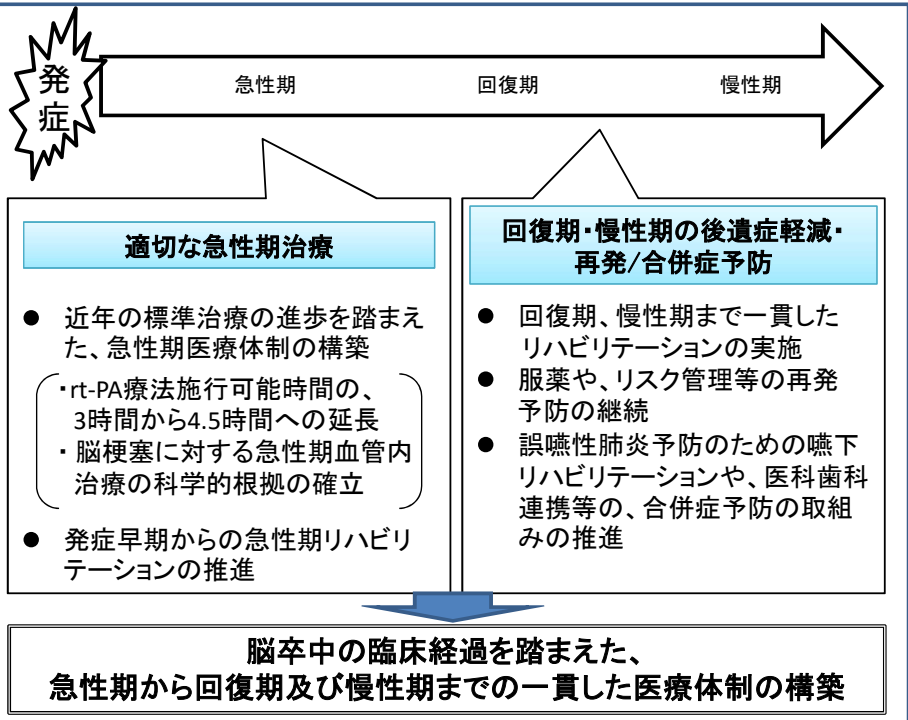 発
症
急性期
回復期
慢性期
適切な急性期治療
● 近年の標準治療の進歩を踏まえ
た、急性期医療体制の構築
・rt-PA療法施行可能時間の、
3時間から4.5時間への延長
・脳梗塞に対する急性期血管内
治療の科学的根拠の確立
● 発症早期からの急性期リハビリ
テーションの推進
回復期・慢性期の後遺症軽減・
再発/合併症予防
● 回復期、慢性期まで一貫した
リハビリテーションの実施
● 服薬や、リスク管理等の再発
予防の継続
● 誤嚥性肺炎予防のための嚥下
リハビリテーションや、医科歯科
連携等の、合併症予防の取組
みの推進
脳卒中の臨床経過を踏まえた、
急性期から回復期及び慢性期までの一貫した医療体制の構築